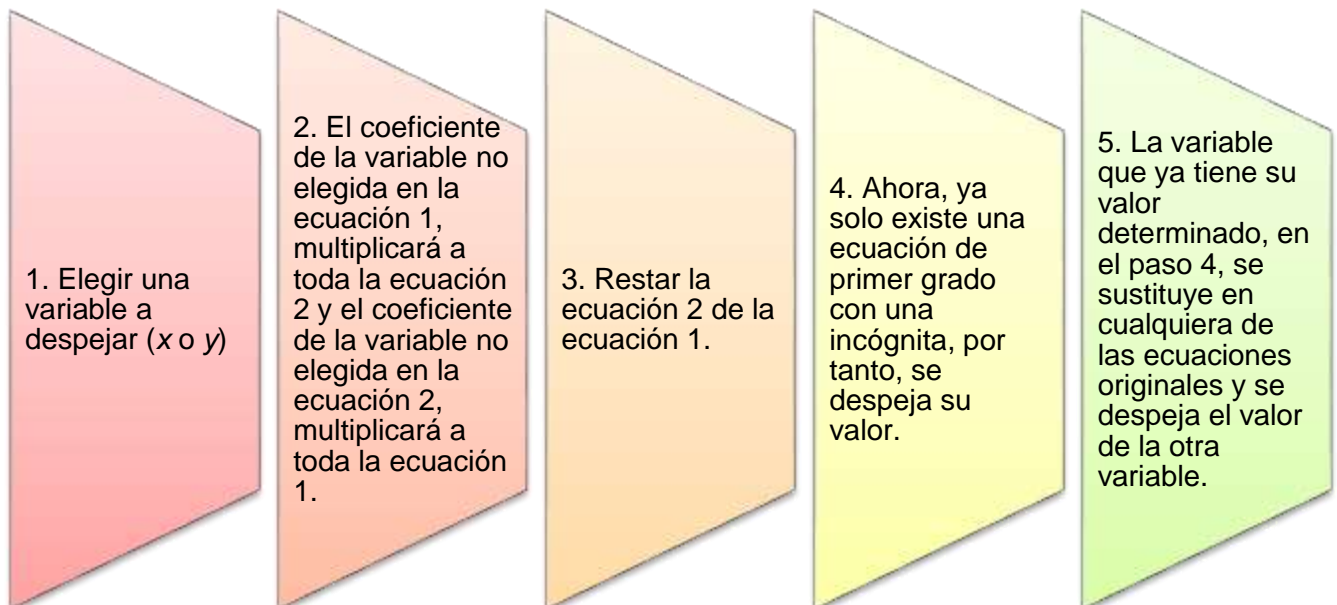 1. Elegir una
variable a
despejar (x o y)
2. El coeficiente
de la variable no
elegida en la
ecuación 1,
multiplicará a
toda la ecuación
2 y el coeficiente
de la variable no
elegida en la
ecuación 2,
multiplicará a
toda la ecuación
1.
3. Restar la
ecuación 2 de la
ecuación 1.
4. Ahora, ya
solo existe una
ecuación de
primer grado
con una
incógnita, por
tanto, se
despeja su
valor.
5. La variable
que ya tiene su
valor
determinado, en
el paso 4, se
sustituye en
cualquiera de
las ecuaciones
originales y se
despeja el valor
de la otra
variable.